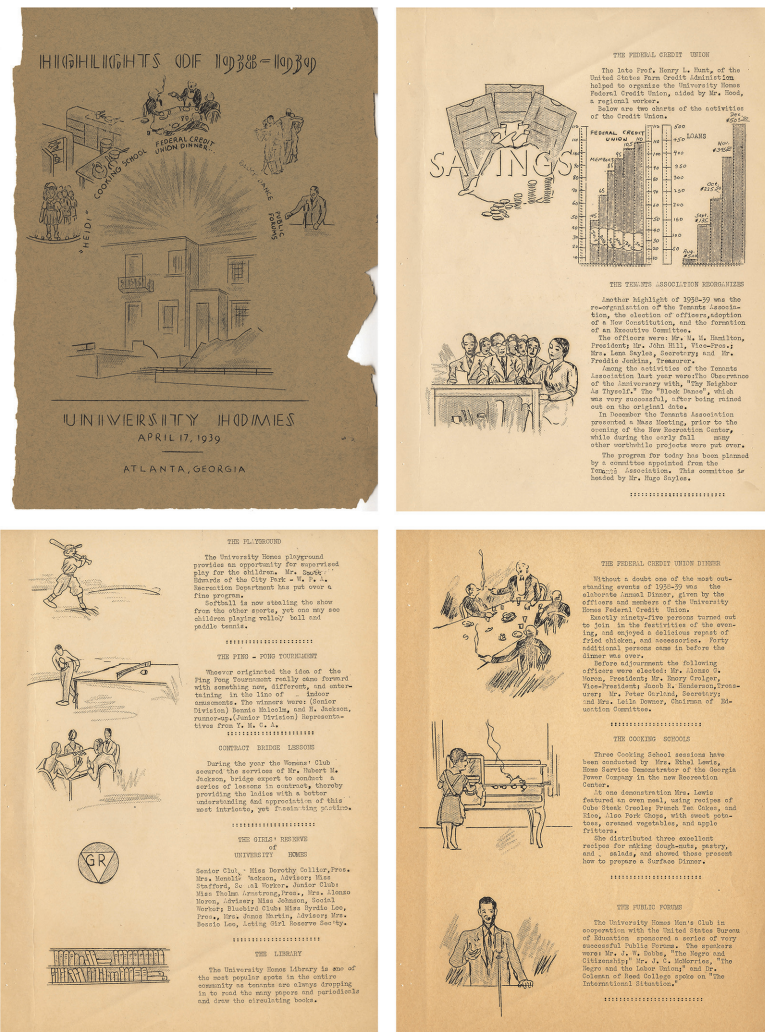 HIGHLIGHTS OF 1938-1939
FEDERAL CREDIT
UNION DINNER
COOKING SCHOOL
DANCE
"HEIDI"
PUBLIC
FORUMS
UNIVERSITY HOMES
APRIL 17, 1939
ATLANTA, GEORGIA
THE FEDERAL CREDIT UNION
The late Prof. Henry L. Hunt, of the
United States Farm Credit Administion
helped to organize the University Homes
Federal Credit Union, aided by Mr. Hood,
a regional worker.
Below are two charts of the activities
of the Credit Union.
SAVINGS
FEDERAL CREDIT
UNION
MEMBERS
LOANS
THE TENANTS ASSOCIATION REORGANIZES
Another highlight of 1938-39 was the
re-organization of the Tenants Associa-
tion, the election of officers,adoption
of a New Constitution, and the formation
of an Executive Committee.
The officers were: Mr. M. M. Hamilton,
President; Mr. John Hill, Vice-Pres.;
Mrs. Lena Sayles, Secretary; and Mr.
Freddie Jenkins, Treasurer.
Among the activities of the Tenants
Association last year were:The Observance
of the Anniversary with, "Thy Neighbor
As Thyself." The "Block Dance", which
was very successful, after being rained
out on the original date.
In December the Tenants Association
presented a Mass Meeting, prior to the
opening of the New Recreation Center,
while during the early fall many
other worthwhile projects were put over.
The program for today has been planned
by a committee appointed from the
Tenants Association. This committee is
headed by Mr. Hugo Sayles.
THE PLAYGROUND
The University Homes playground
provides an opportunity for supervised
play for the children. Mr.
Edwards of the City Park - W. P. A.
Recreation Department has put over a
fine program.
Softball is now stealing the show
from the other sports, yet one may see
children playing volley ball and
paddle tennis.
THE PING - PONG TOURNAMENT
Whoever originated the idea of the
Ping Pong Tournament really came forward
with something new, different, and enter-
taining in the line of indoor
amusements. The winners were: (Senior
Division) Bennie Malcolm, and H. Jackson,
runner-up.(Junior Division) Representa-
tives from Y. M. C. A.
CONTRACT BRIDGE LESSONS
During the year the Womens' Club
secured the services of Mr. Hubert M.
Jackson, bridge expert to conduct a
series of lessons in contract, thereby
providing the ladies with a better
understanding and appreciation of this
most intricate, yet fascinating pastime.
GR
THE GIRLS' RESERVE
of
UNIVERSITY HOMES
Senior Club - Miss Dorothy Collier,Pres.
Mrs. Jackson, Adviser; Miss
Stafford, Social Worker. Junior Club:
Miss Thelma Armstrong,Pres., Mrs. Alonzo
Moron, Adviser; Miss Johnson, Social
Worker; Bluebird Club: Miss Byrdie Lee,
Pres., Mrs. James Martin, Adviser; Mrs.
Bessie Lee, Acting Girl Reserve Sec'ty.
THE LIBRARY
The University Homes Library is one of
the most popular spots in the entire
community as tenants are always dropping
in to read the many papers and periodicals
and draw the circulating books.
THE FEDERAL CREDIT UNION DINNER
Without a doubt one of the most out-
standing events of 1938-39 was the
elaborate Annual Dinner, given by the
officers and members of the University
Homes Federal Credit Union.
Exactly ninety-five persons turned out
to join in the festivities of the even-
ing, and enjoyed a delicious repast of
fried chicken, and accessories. Forty
additional persons came in before the
dinner was over.
Before adjournment the following
officers were elected: Mr. Alonzo G.
Moron, President; Mr. Emory Crolger,
Vice-President; Jacob R. Henderson,Treas-
urer; Mr. Peter Garland, Secretary;
and Mrs. Leila Downer, Chairman of Ed-
ucation Committee.
THE COOKING SCHOOLS
Three Cooking School sessions have
been conducted by Mrs. Ethel Lewis,
Home Service Demonstrator of the Georgia
Power Company in the new Recreation
Center.
At one demonstration Mrs. Lewis
featured an oven meal, using recipes of
Cube Steak Creole; French Tea Cakes, and
Rice, Also Pork Chops, with sweet pota-
toes, creamed vegetables, and apple
fritters.
She distributed three excellent
recipes for making dough-nuts, pastry,
and salads, and showed those present
how to prepare a Surface Dinner.
THE PUBLIC FORUMS
The University Homes Men's Club in
cooperation with the United States Bureau
of Education sponsored a series of very
successful Public Forums. The speakers
were: Mr. J. W. Dobbs, "The Negro and
Citizenship;" Mr. J. C. McMorries, "The
Negro and the Labor Union;" and Dr.
Coleman of Reed College spoke on "The
International Situation."